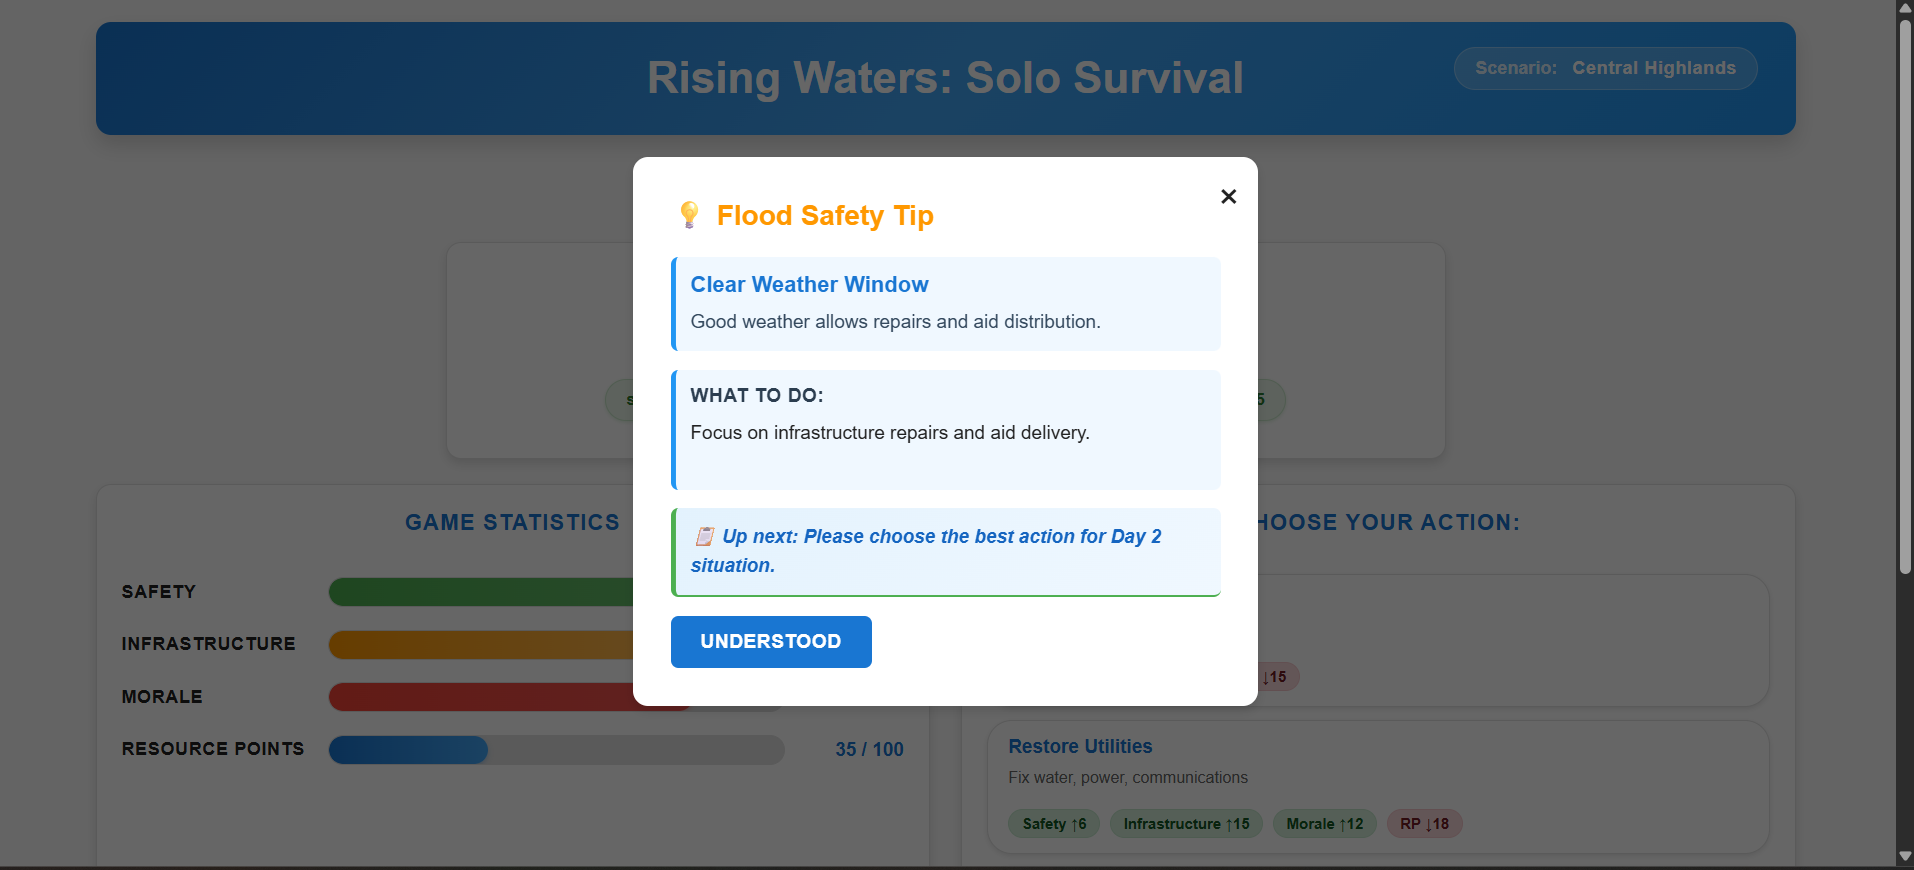 Rising Waters: Solo Survival
Scenario: Central Highlands
Flood Safety Tip
Clear Weather Window
Good weather allows repairs and aid distribution.
WHAT TO DO:
Focus on infrastructure repairs and aid delivery.
Up next: Please choose the best action for Day 2
situation.
UNDERSTOOD
GAME STATISTICS
SAFETY
INFRASTRUCTURE
MORALE
RESOURCE POINTS
35 / 100
YOUR ACTION:
↓15
Restore Utilities
Fix water, power, communications
Safety ↑6
Infrastructure ↑15
Morale ↑12
RP ↓18